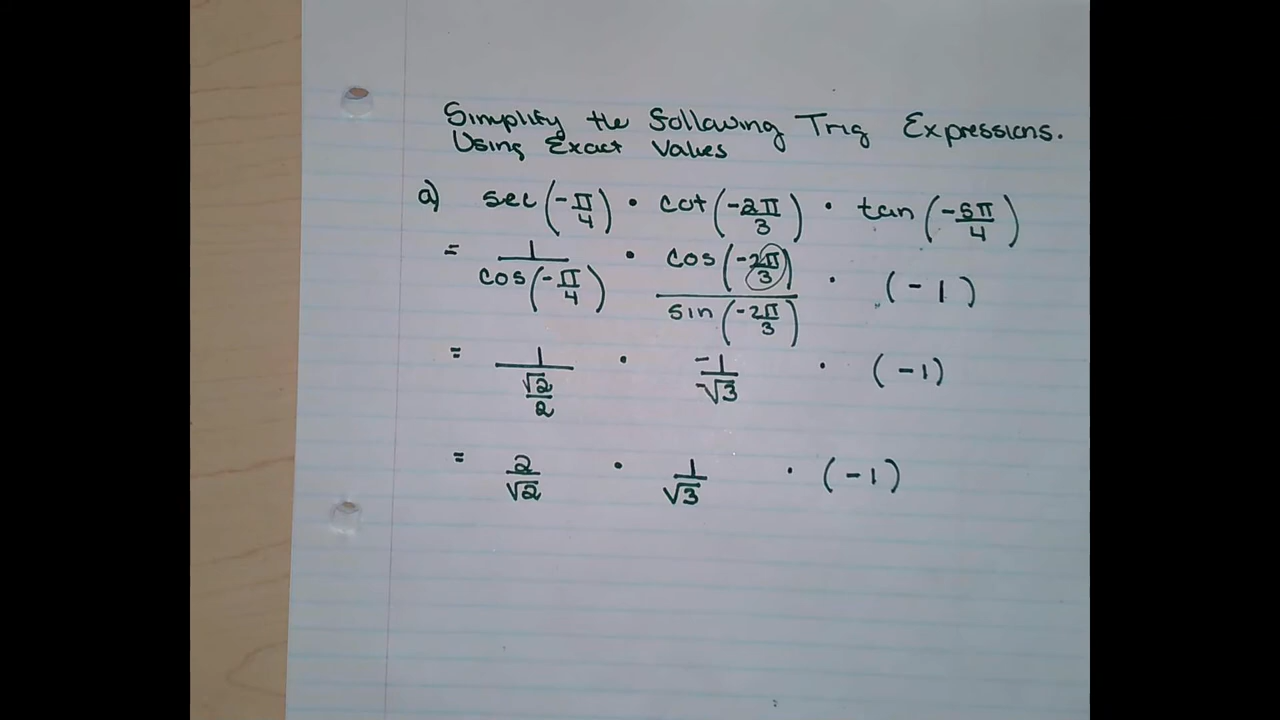 Simplify the following Trig Expressions.
Using Exact Values
a) sec(-π/4) · cot(-2π/3) · tan(-5π/4)
= 1/cos(-π/4) · cos(-2π/3)/sin(-2π/3) · (-1)
= 1/(√2/2) · -1/-√3 · (-1)
= 2/√2 · 1/√3 · (-1)